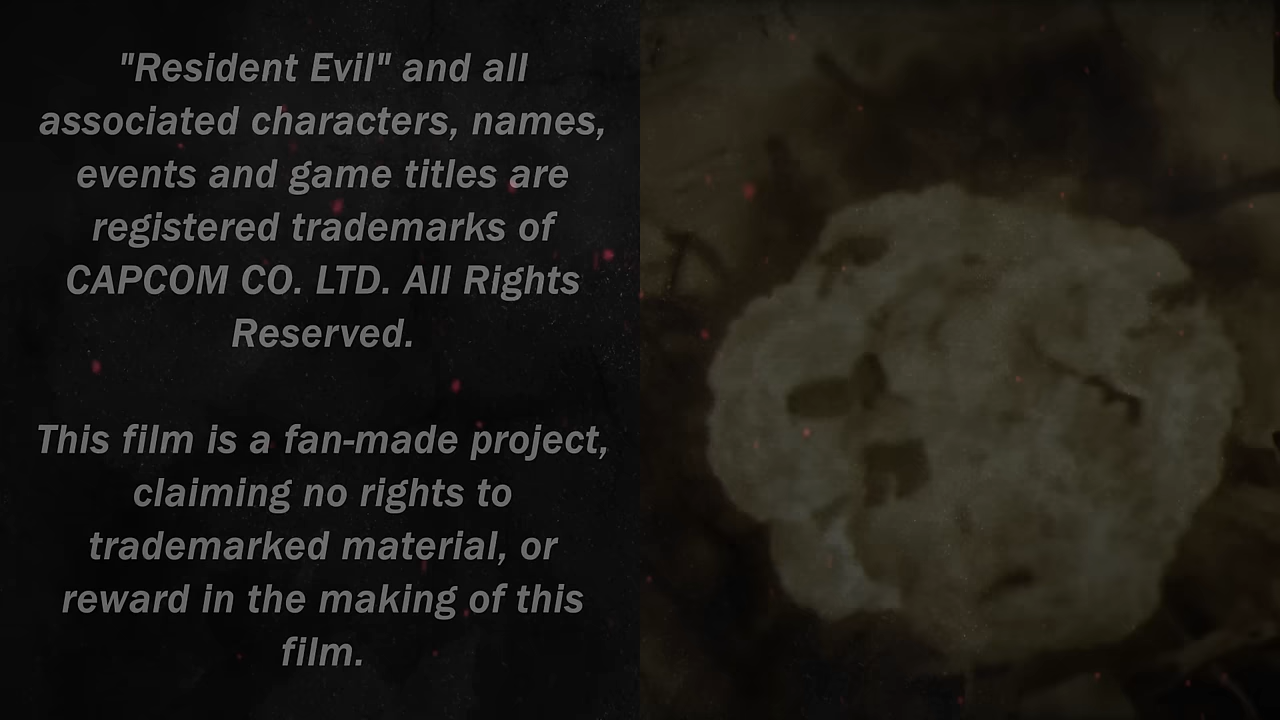 "Resident Evil" and all
associated characters, names,
events and game titles are
registered trademarks of
CAPCOM CO. LTD. All Rights
Reserved.
This film is a fan-made project,
claiming no rights to
trademarked material, or
reward in the making of this
film.